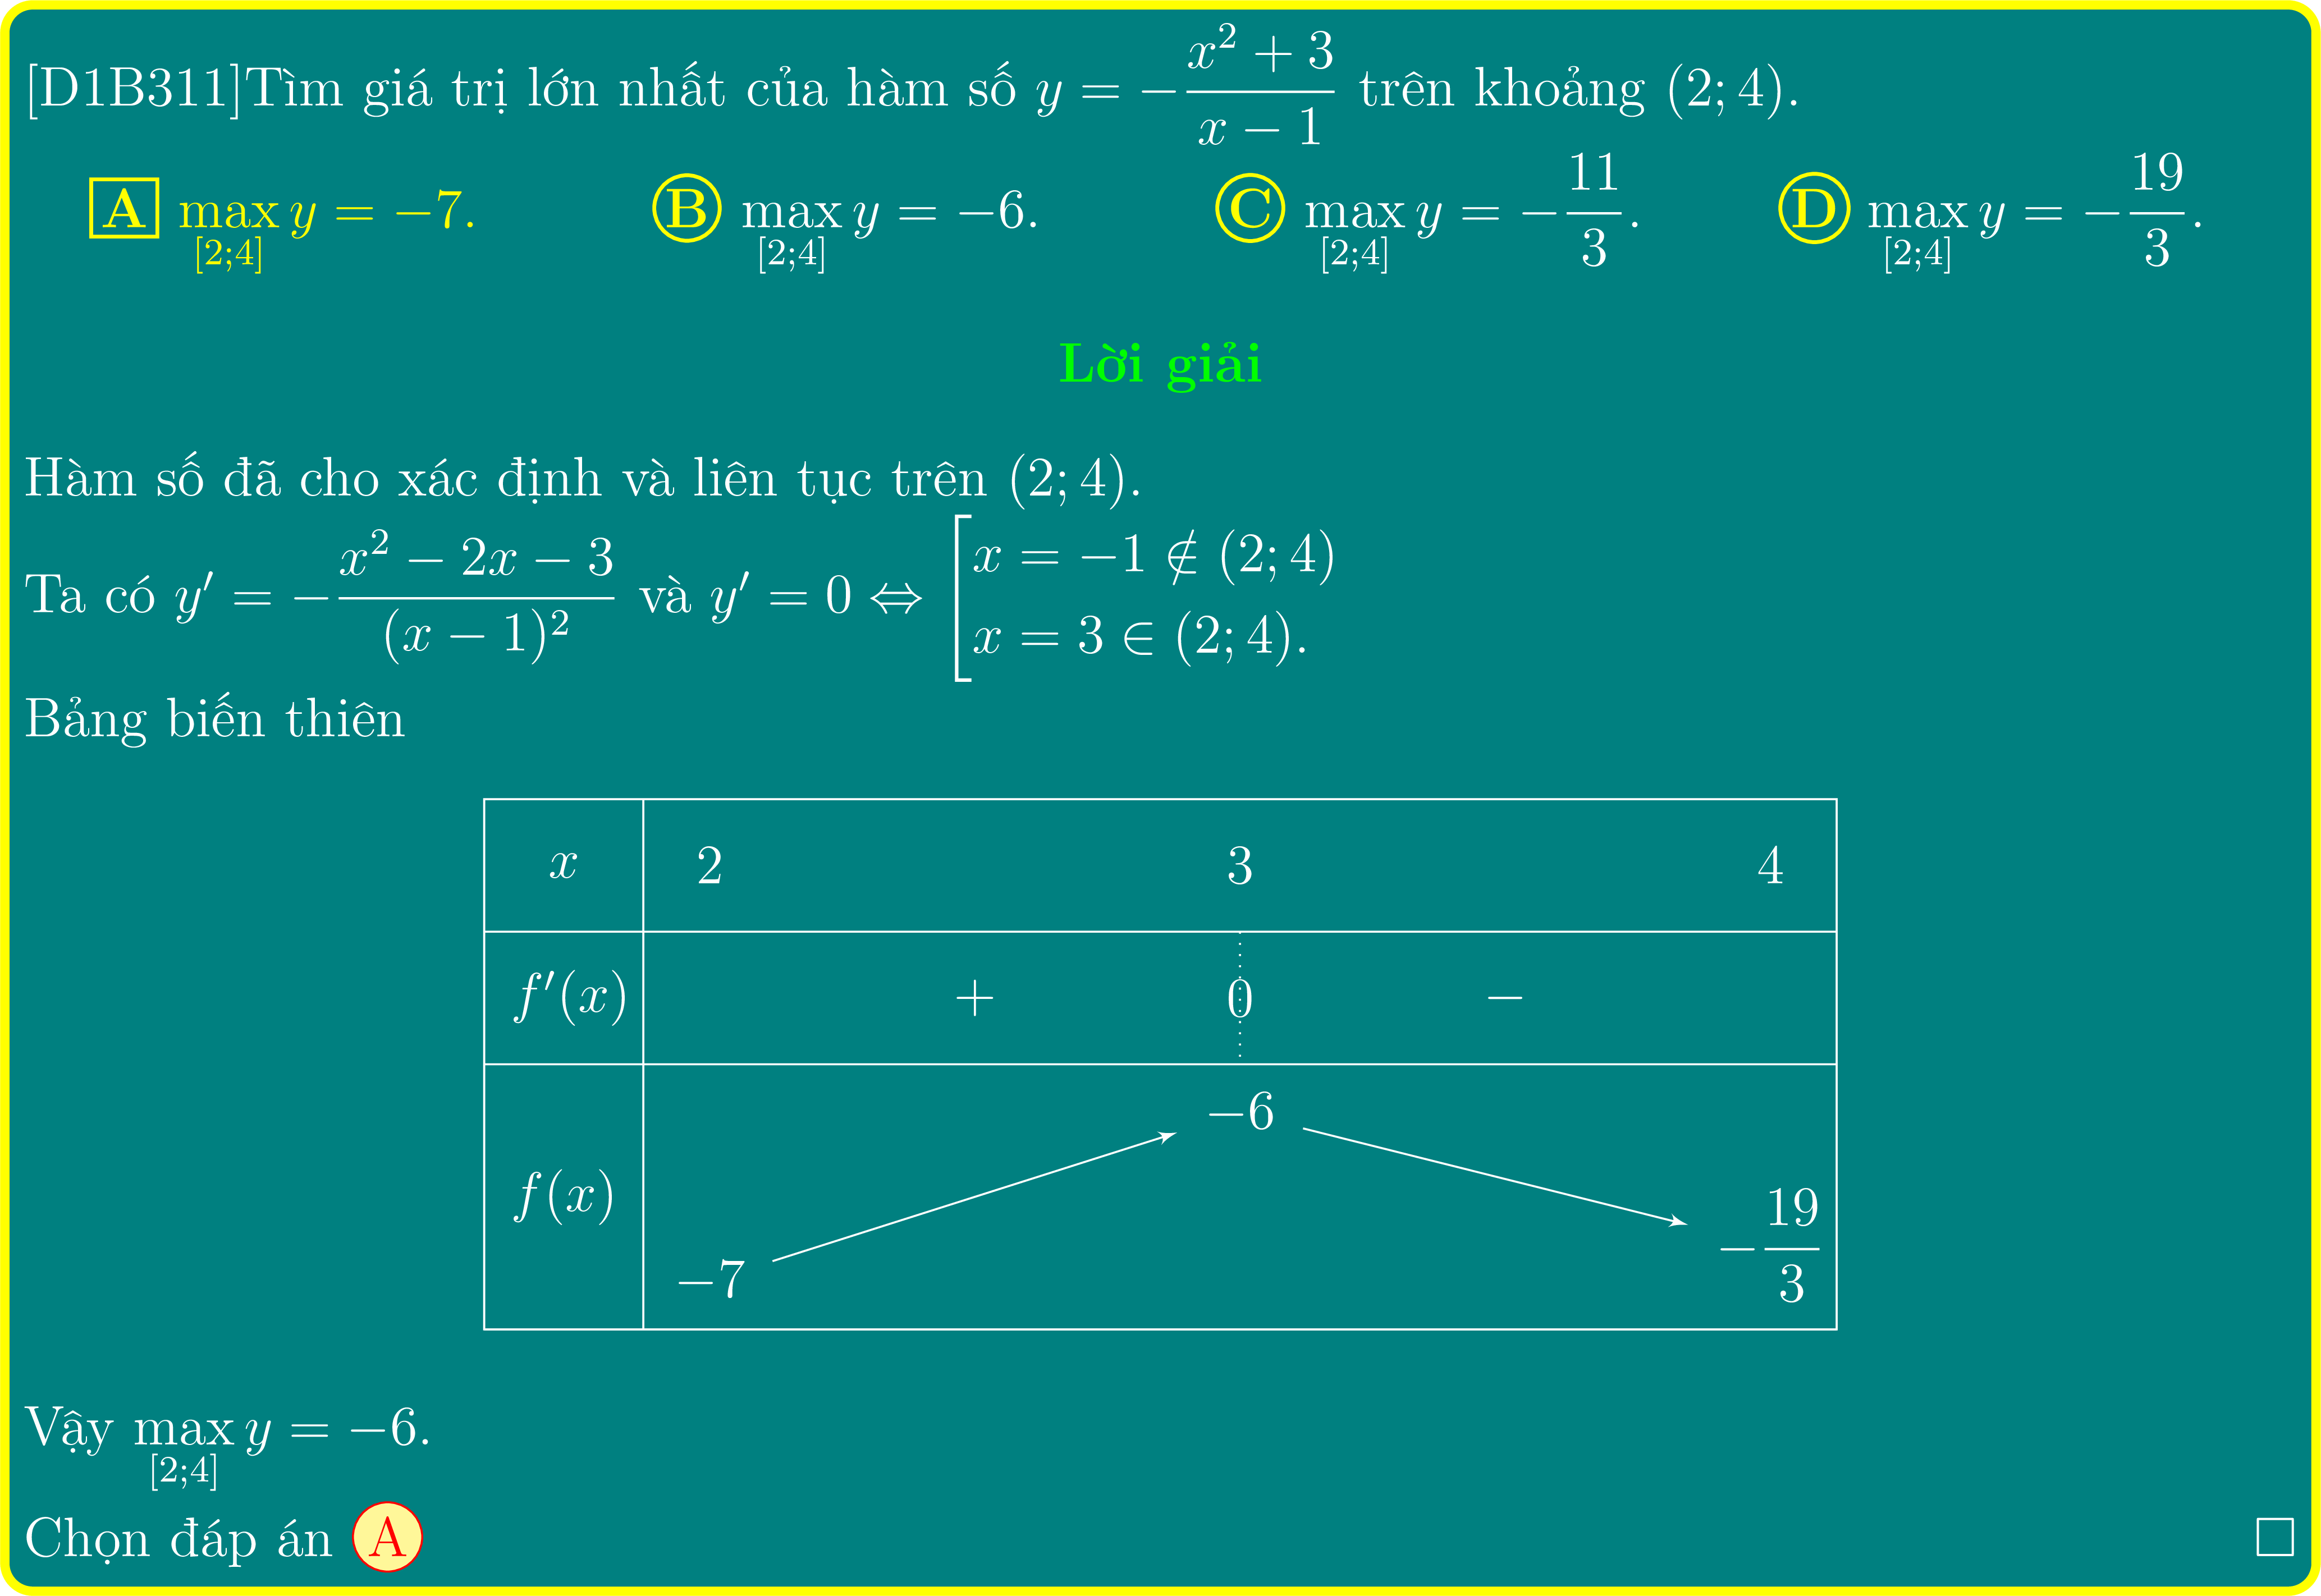 [D1B311]Tìm giá trị lớn nhất của hàm số $y = -\dfrac{x^2+3}{x-1}$ trên khoảng $(2;4)$.
A $\max\limits_{[2;4]} y = -7$. B $\max\limits_{[2;4]} y = -6$. C $\max\limits_{[2;4]} y = -\dfrac{11}{3}$. D $\max\limits_{[2;4]} y = -\dfrac{19}{3}$.
Lời giải
Hàm số đã cho xác định và liên tục trên $(2;4)$.
Ta có $y' = -\dfrac{x^2-2x-3}{(x-1)^2}$ và $y' = 0 \Leftrightarrow \left[\begin{array}{l} x = -1 \notin (2;4) \\ x = 3 \in (2;4). \end{array}\right.$
Bảng biến thiên
$x$ 2 3 4
$f'(x)$ + 0 −
$f(x)$ −7 −6 $-\dfrac{19}{3}$
Vậy $\max\limits_{[2;4]} y = -6$.
Chọn đáp án A □